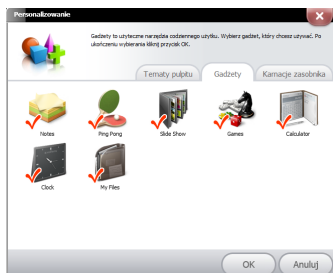 Personalizowanie
Gadżety to użyteczne narzędzia codziennego użytku. Wybierz gadżet, który chcesz używać. Po
ukończeniu wybierania kliknij przycisk OK.
Tematy pulpitu Gadżety Kamacje zasobnika
Notes Ping Pong Slide Show Games Calculator
Clock My Files
OK Anuluj